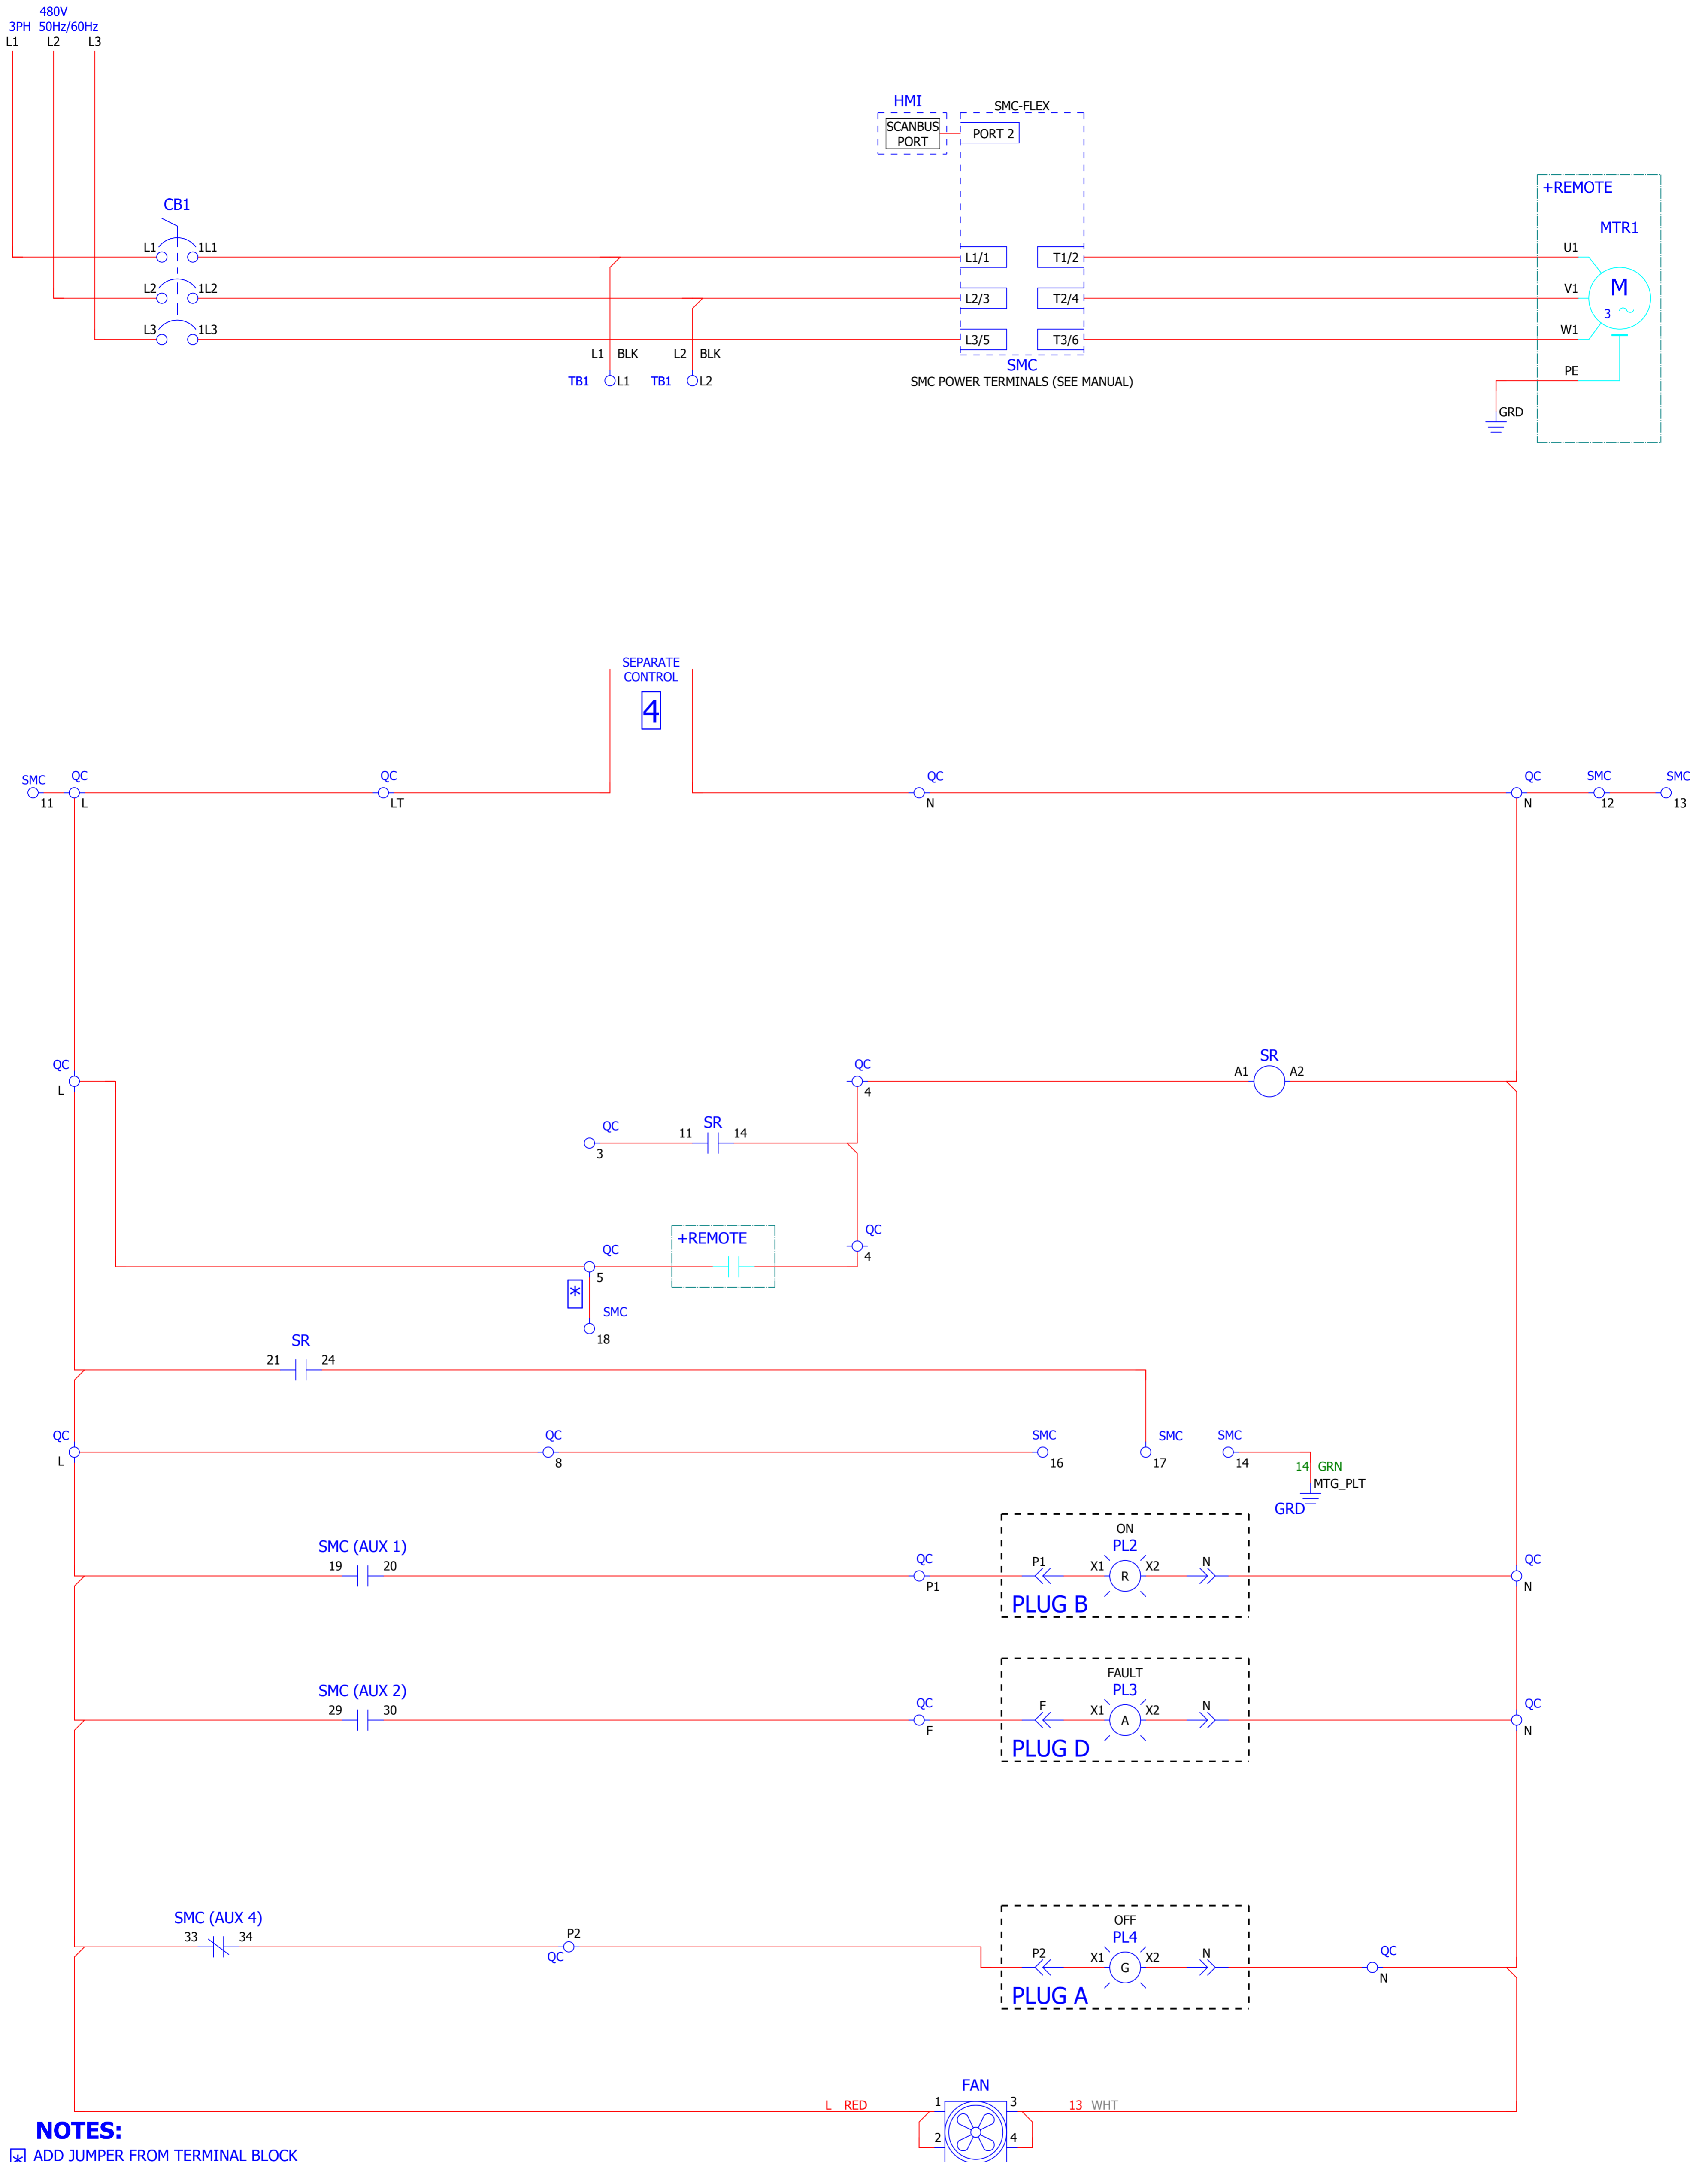 480V
3PH 50Hz/60Hz
L1 L2 L3
HMI
SCANBUS
PORT
SMC-FLEX
PORT 2
+REMOTE
MTR1
CB1
L1 1L1
L2 1L2
L3 1L3
L1/1 T1/2
L2/3 T2/4
L3/5 T3/6
U1
V1
W1
M
3
PE
GRD
L1 BLK L2 BLK
TB1 L1 TB1 L2
SMC
SMC POWER TERMINALS (SEE MANUAL)
SEPARATE
CONTROL
4
SMC QC QC QC QC SMC SMC
11 L LT N N 12 13
QC QC SR
L 4 A1 A2
QC SR
3 11 14
+REMOTE
QC QC
5 4
*
SMC
18
SR
21 24
QC QC SMC SMC SMC
L 8 16 17 14
14 GRN
MTG_PLT
GRD
SMC (AUX 1)
19 20
QC
P1
ON
PL2
P1 X1 R X2 N
PLUG B
QC
N
SMC (AUX 2)
29 30
QC
F
FAULT
PL3
F X1 A X2 N
PLUG D
QC
N
SMC (AUX 4)
33 34
P2
QC
OFF
PL4
P2 X1 G X2 N
PLUG A
QC
N
FAN
L RED 1 3 13 WHT
2 4
NOTES:
* ADD JUMPER FROM TERMINAL BLOCK